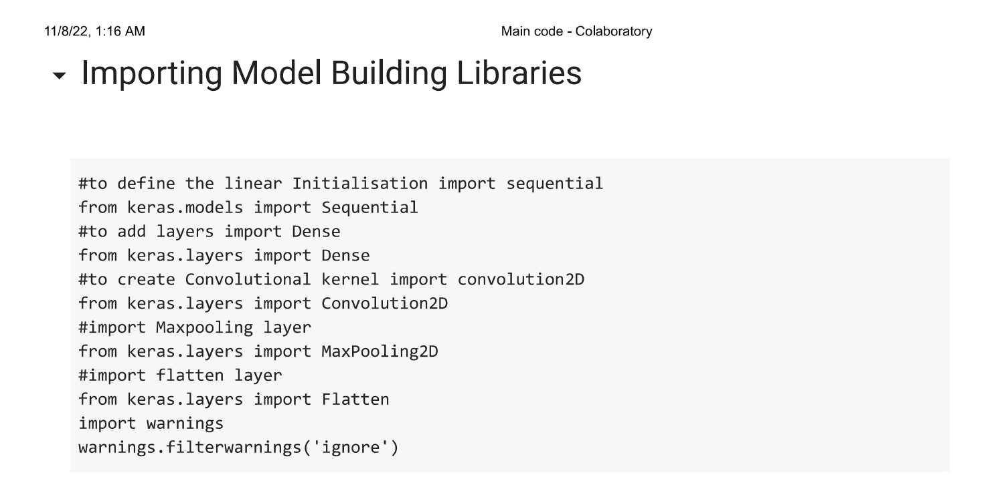 11/8/22, 1:16 AM Main code - Colaboratory
Importing Model Building Libraries
#to define the linear Initialisation import sequential
from keras.models import Sequential
#to add layers import Dense
from keras.layers import Dense
#to create Convolutional kernel import convolution2D
from keras.layers import Convolution2D
#import Maxpooling layer
from keras.layers import MaxPooling2D
#import flatten layer
from keras.layers import Flatten
import warnings
warnings.filterwarnings('ignore')